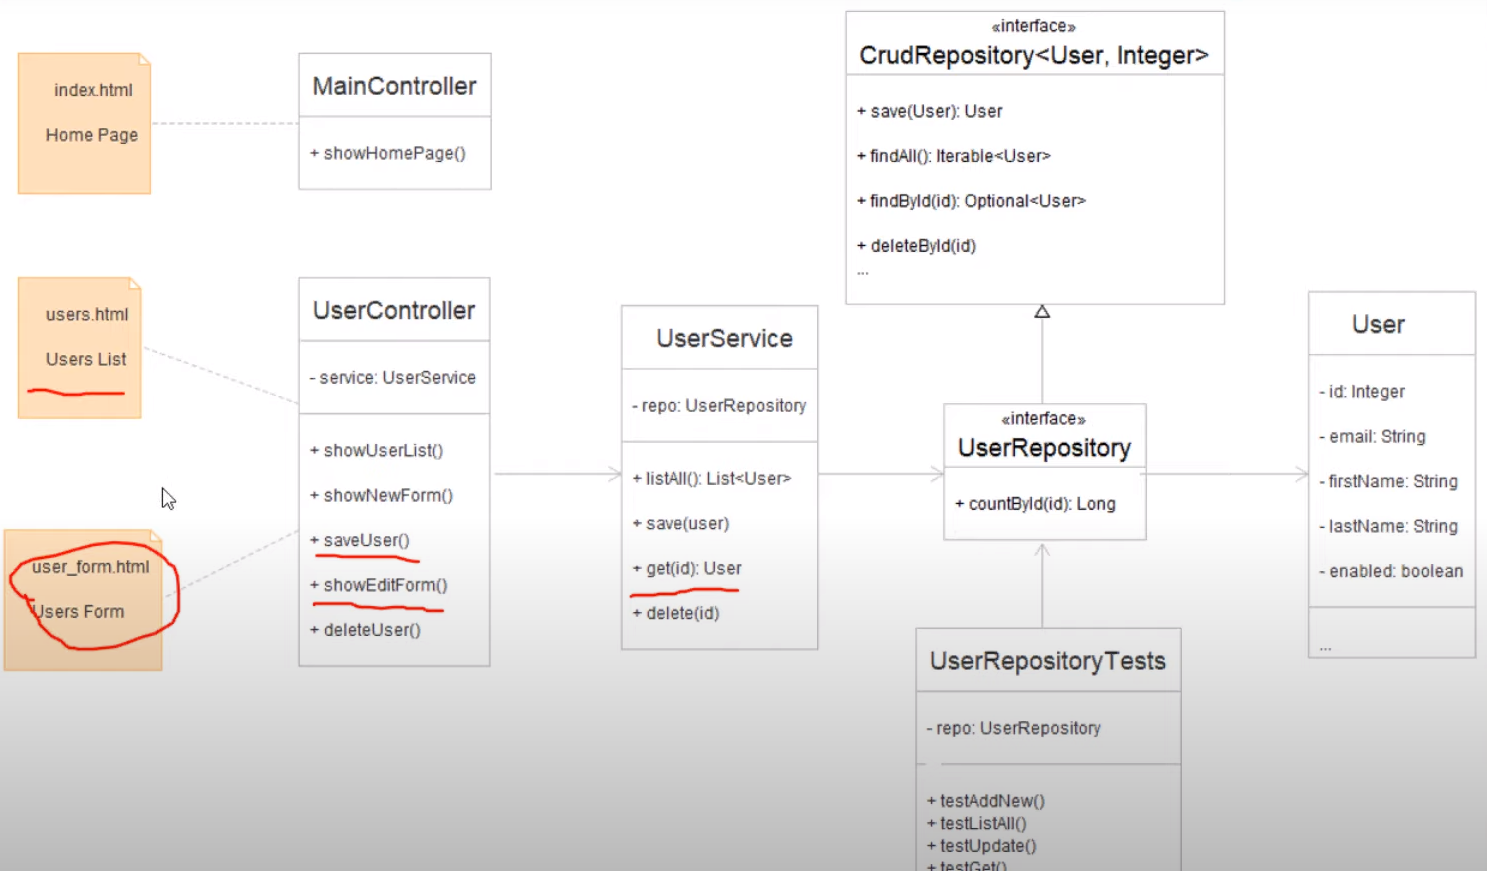 index.html
Home Page
MainController
+ showHomePage()
«interface»
CrudRepository<User, Integer>
+ save(User): User
+ findAll(): Iterable<User>
+ findById(id): Optional<User>
+ deleteById(id)
...
users.html
Users List
UserController
- service: UserService
+ showUserList()
+ showNewForm()
+ saveUser()
+ showEditForm()
+ deleteUser()
user_form.html
Users Form
UserService
- repo: UserRepository
+ listAll(): List<User>
+ save(user)
+ get(id): User
+ delete(id)
«interface»
UserRepository
+ countById(id): Long
User
- id: Integer
- email: String
- firstName: String
- lastName: String
- enabled: boolean
...
UserRepositoryTests
- repo: UserRepository
+ testAddNew()
+ testListAll()
+ testUpdate()
+ testGet()